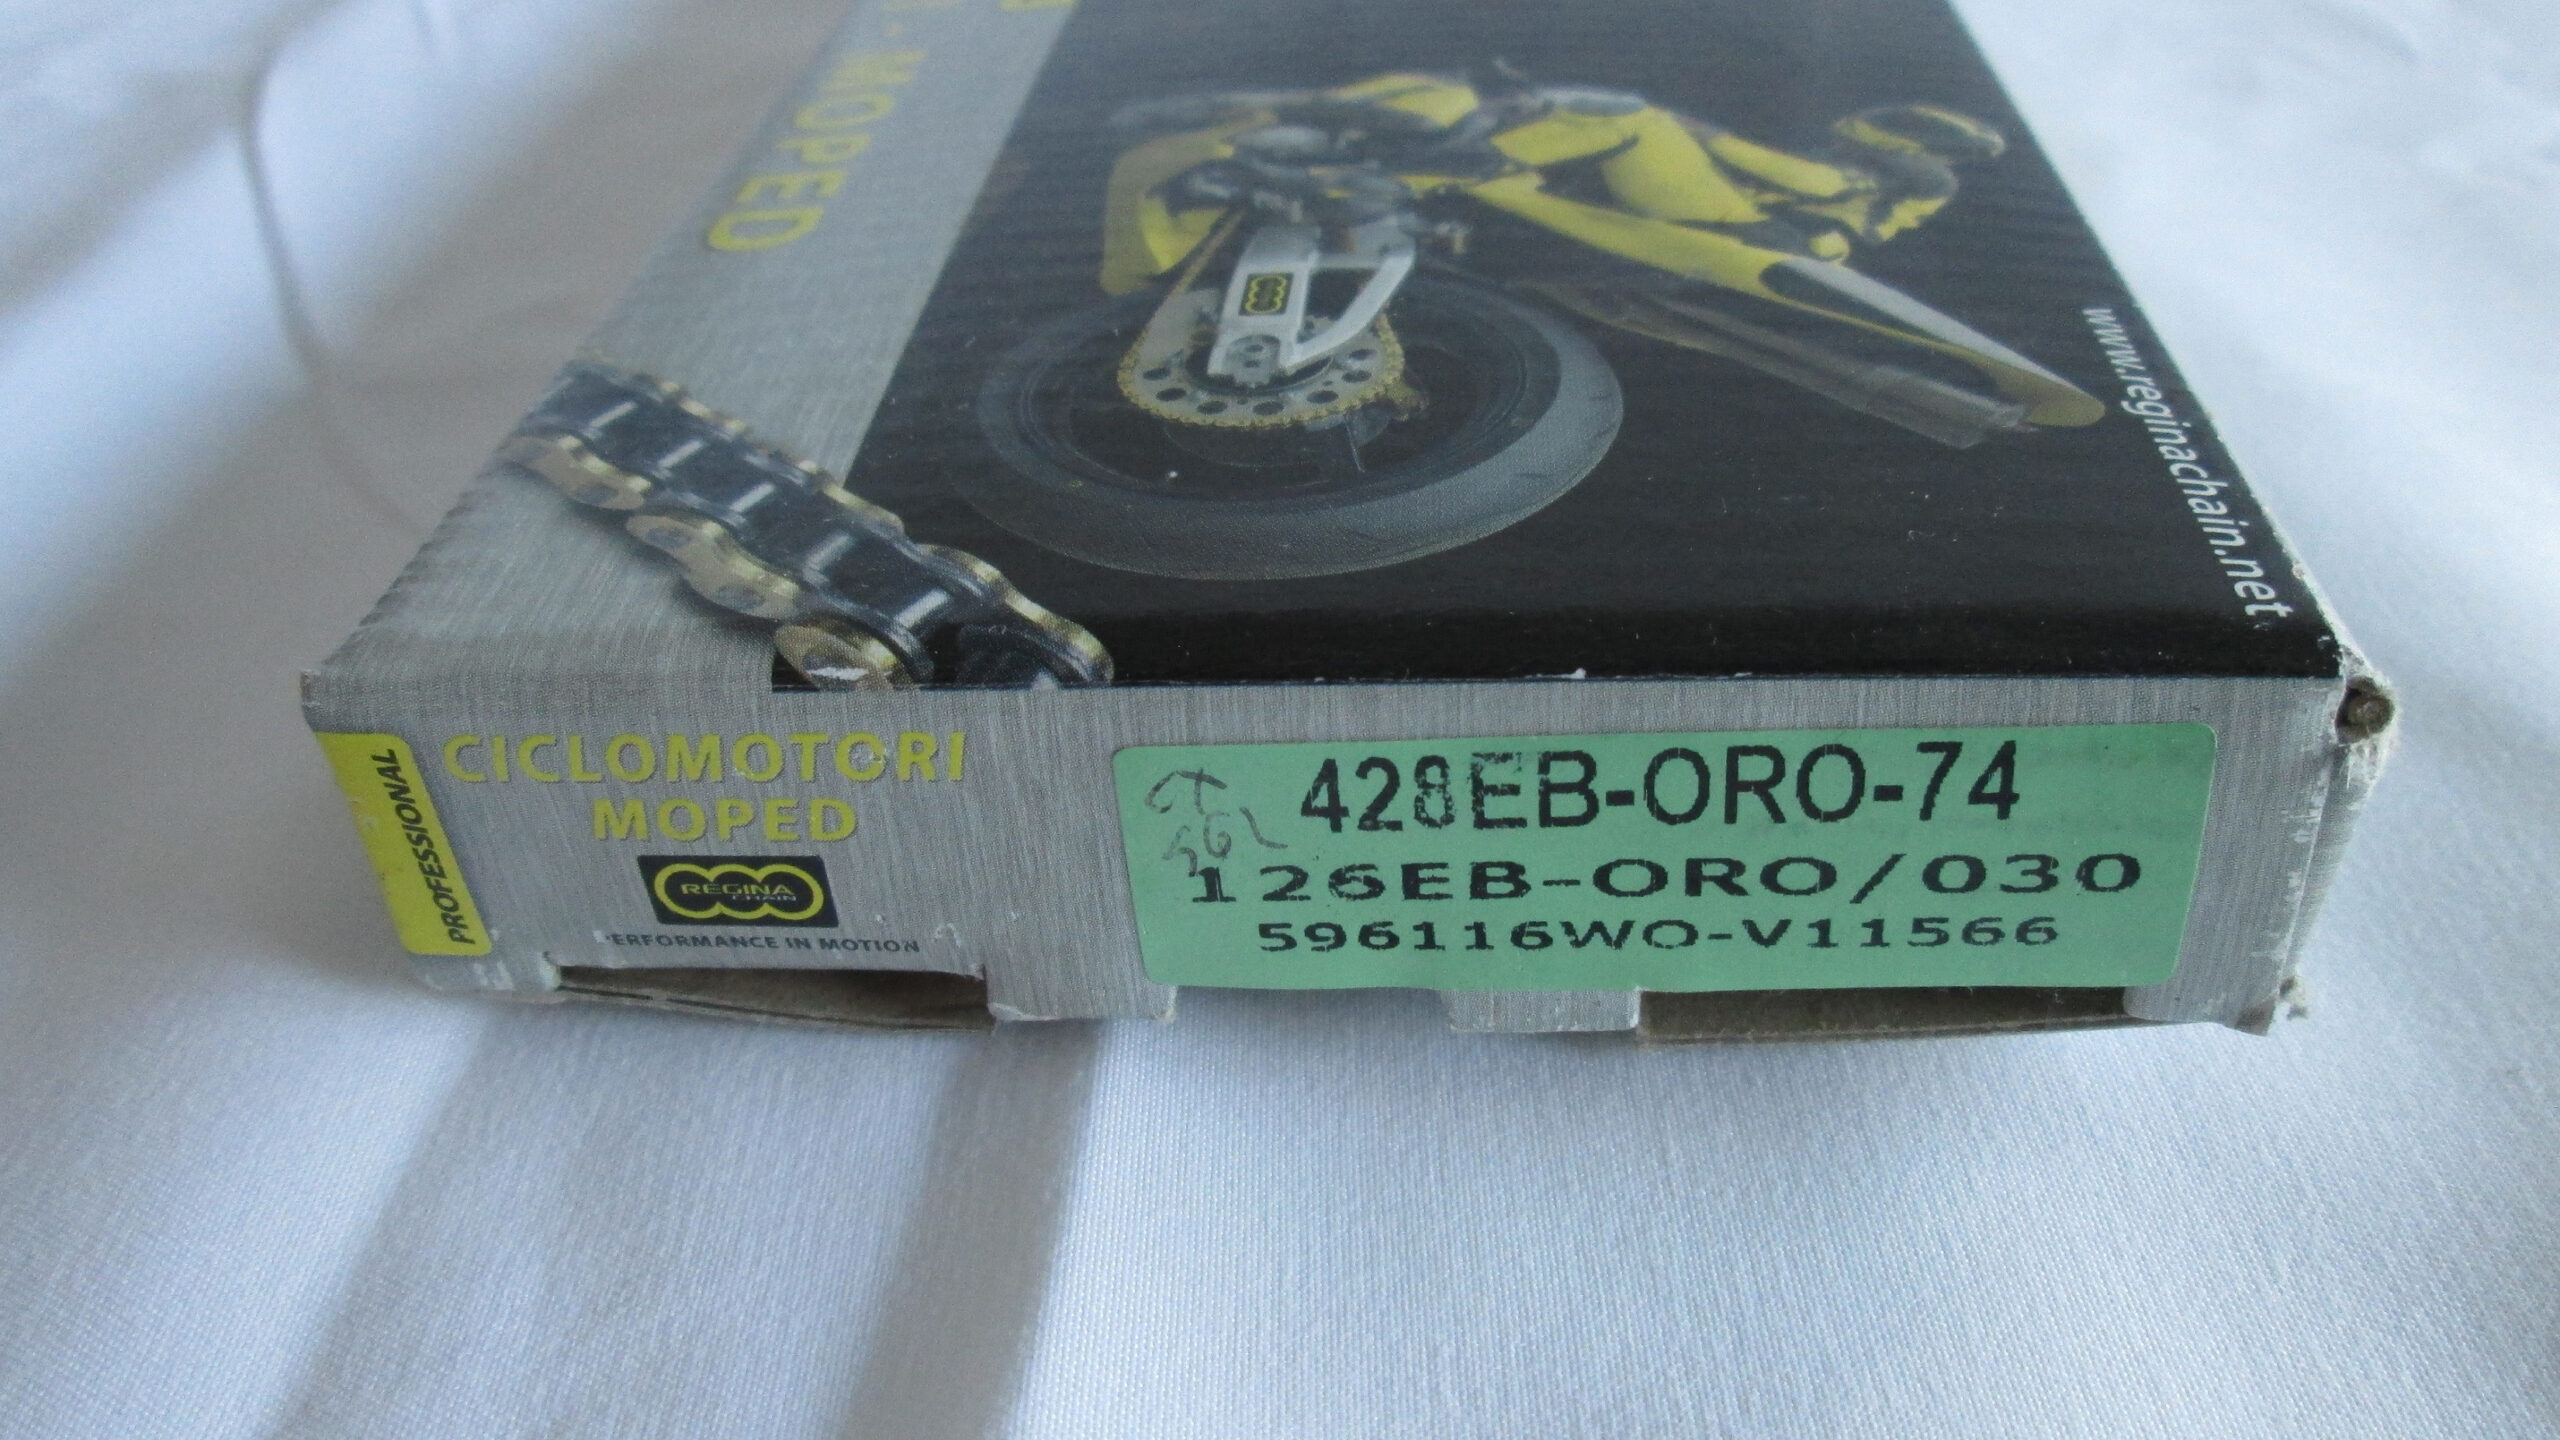 MOPED
www.reginachain.net
PROFESSIONAL
CICLOMOTORI
MOPED
REGINA
CHAIN
PERFORMANCE IN MOTION
428EB-ORO-74
126EB-ORO/030
596116WO-V11566